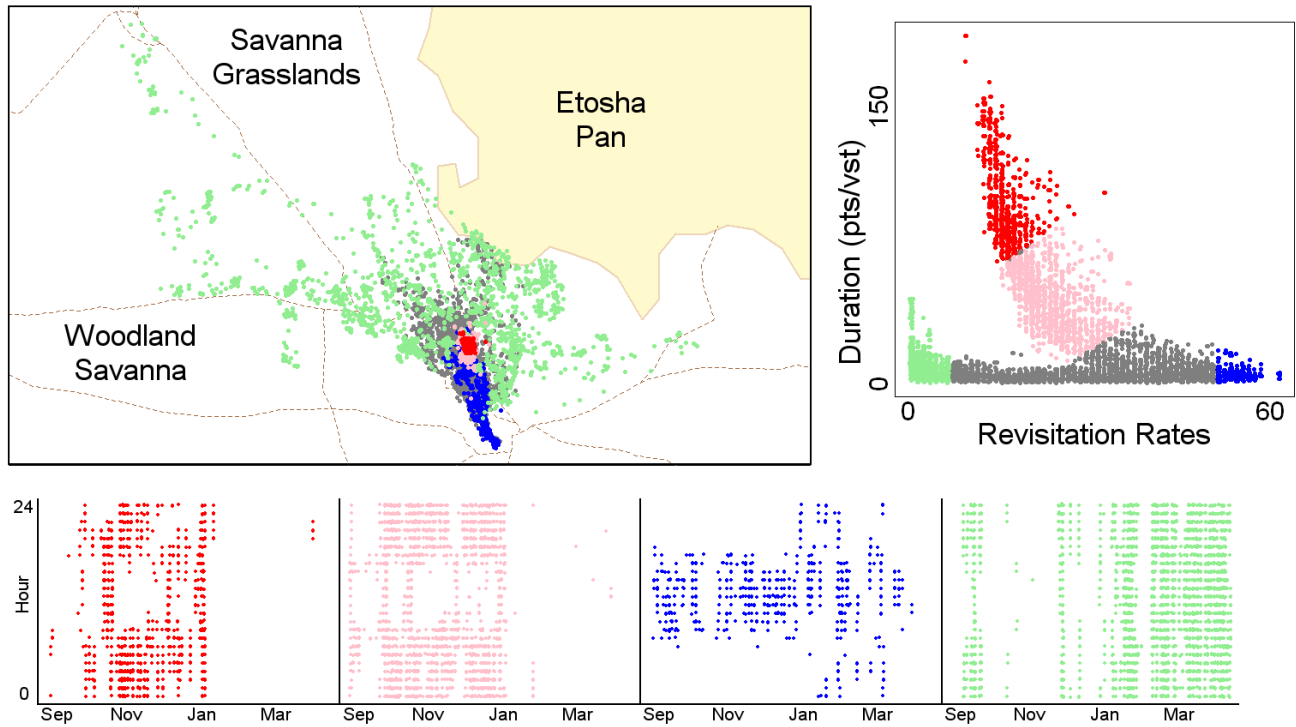 Savanna
Grasslands
Etosha
Pan
Woodland
Savanna
150
0
Duration (pts/vst)
0 60
Revisitation Rates
24
Hour
0
Sep Nov Jan Mar Sep Nov Jan Mar Sep Nov Jan Mar Sep Nov Jan Mar